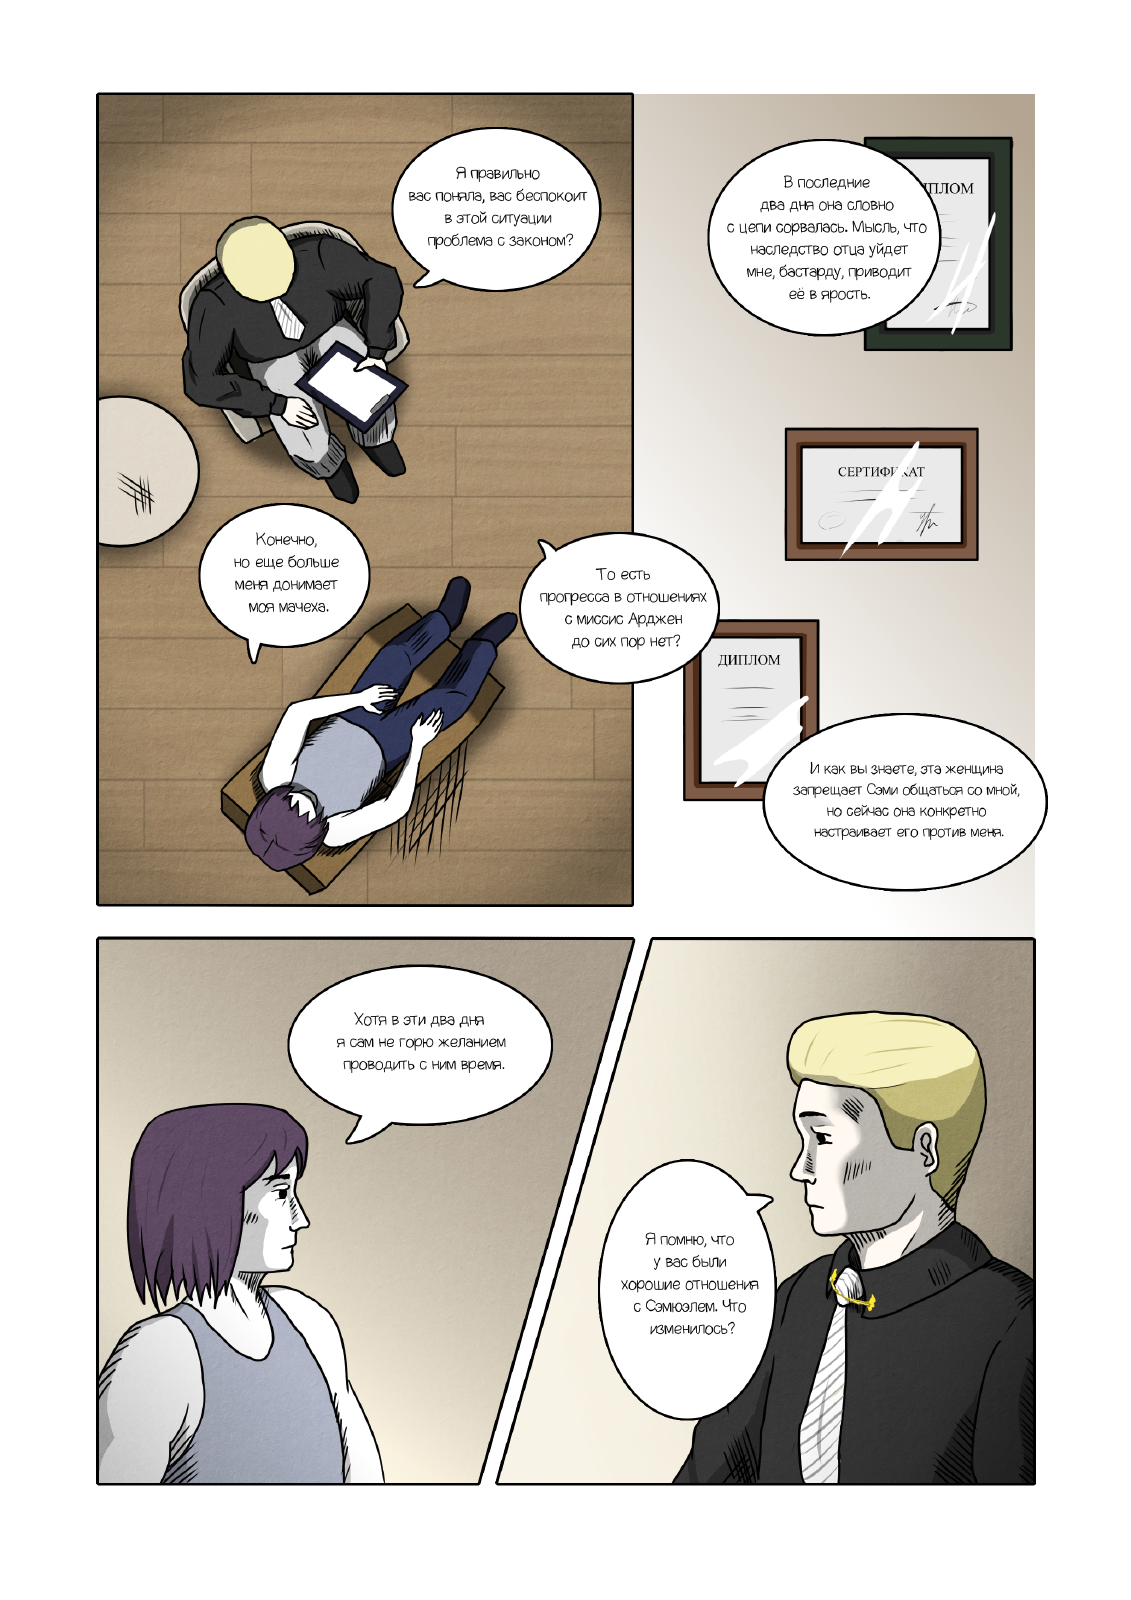 Я правильно
вас поняла, вас беспокоит
в этой ситуации
проблема с законом?
Конечно,
но еще больше
меня донимает
моя мачеха.
То есть
прогресса в отношениях
с миссис Арджен
до сих пор нет?
В последние
два дня она словно
с цепи сорвалась. Мысль, что
наследство отца уйдет
мне, бастарду, приводит
её в ярость.
ИПЛОМ
СЕРТИФИКАТ
ДИПЛОМ
И как вы знаете, эта женщина
запрещает Сэми общаться со мной,
но сейчас она конкретно
настраивает его против меня.
Хотя в эти два дня
я сам не горю желанием
проводить с ним время.
Я помню, что
у вас были
хорошие отношения
с Сэмюэлем. Что
изменилось?